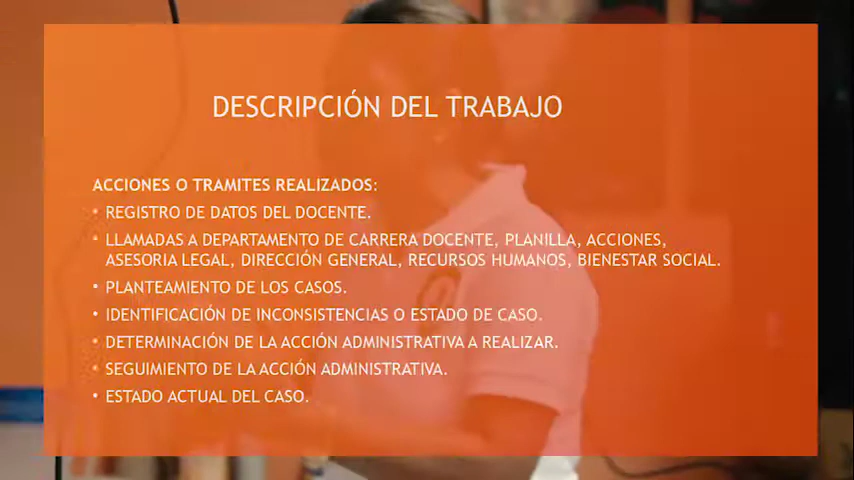 DESCRIPCIÓN DEL TRABAJO
ACCIONES O TRAMITES REALIZADOS:
• REGISTRO DE DATOS DEL DOCENTE.
• LLAMADAS A DEPARTAMENTO DE CARRERA DOCENTE, PLANILLA, ACCIONES,
ASESORIA LEGAL, DIRECCIÓN GENERAL, RECURSOS HUMANOS, BIENESTAR SOCIAL.
• PLANTEAMIENTO DE LOS CASOS.
• IDENTIFICACIÓN DE INCONSISTENCIAS O ESTADO DE CASO.
• DETERMINACIÓN DE LA ACCIÓN ADMINISTRATIVA A REALIZAR.
• SEGUIMIENTO DE LA ACCIÓN ADMINISTRATIVA.
• ESTADO ACTUAL DEL CASO.